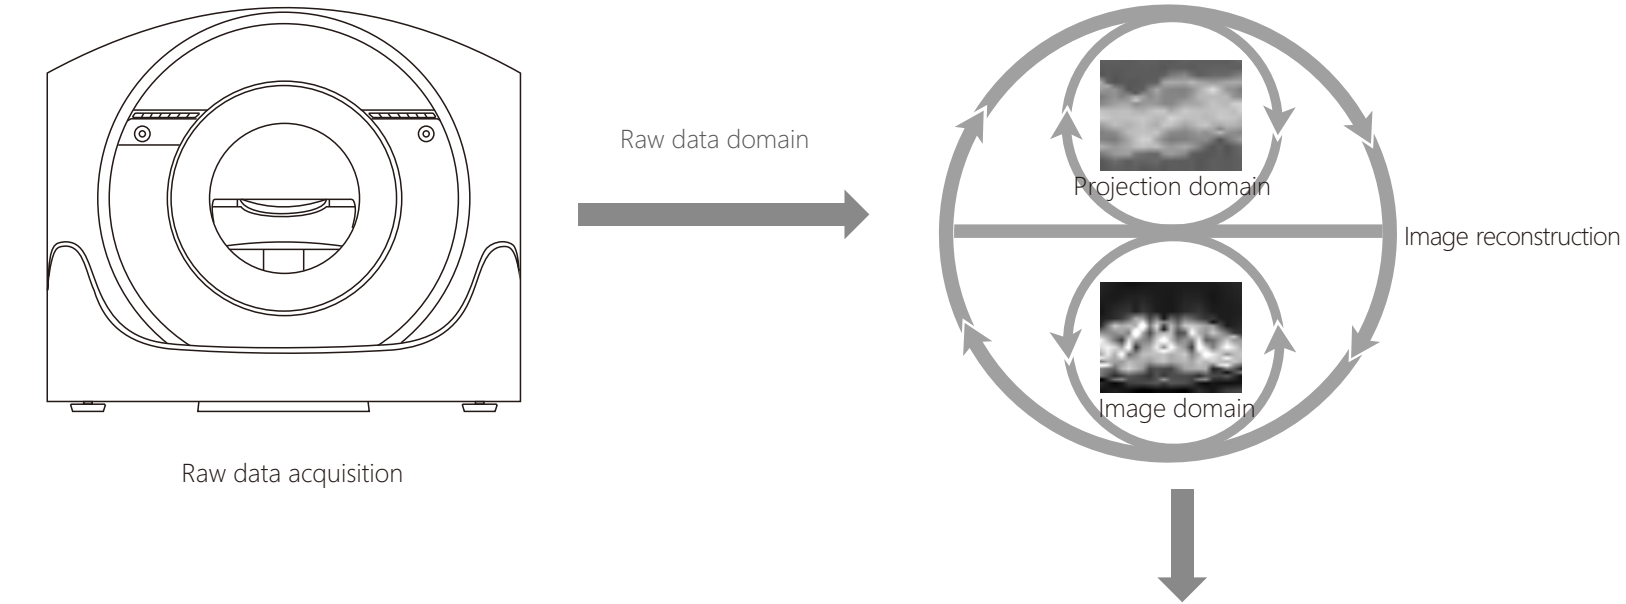 Raw data domain
Projection domain
Image reconstruction
Image domain
Raw data acquisition